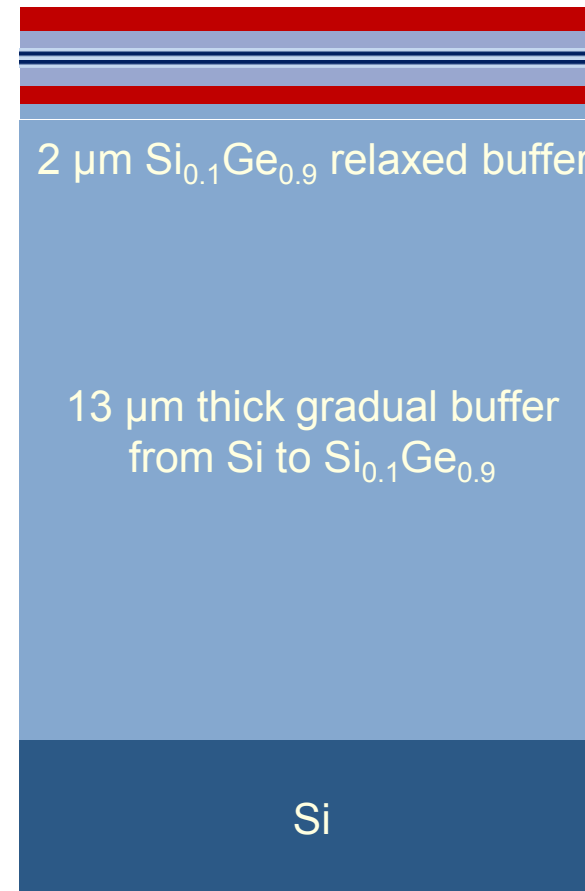 2 µm Si₀.₁Ge₀.₉ relaxed buffer
13 µm thick gradual buffer
from Si to Si₀.₁Ge₀.₉
Si